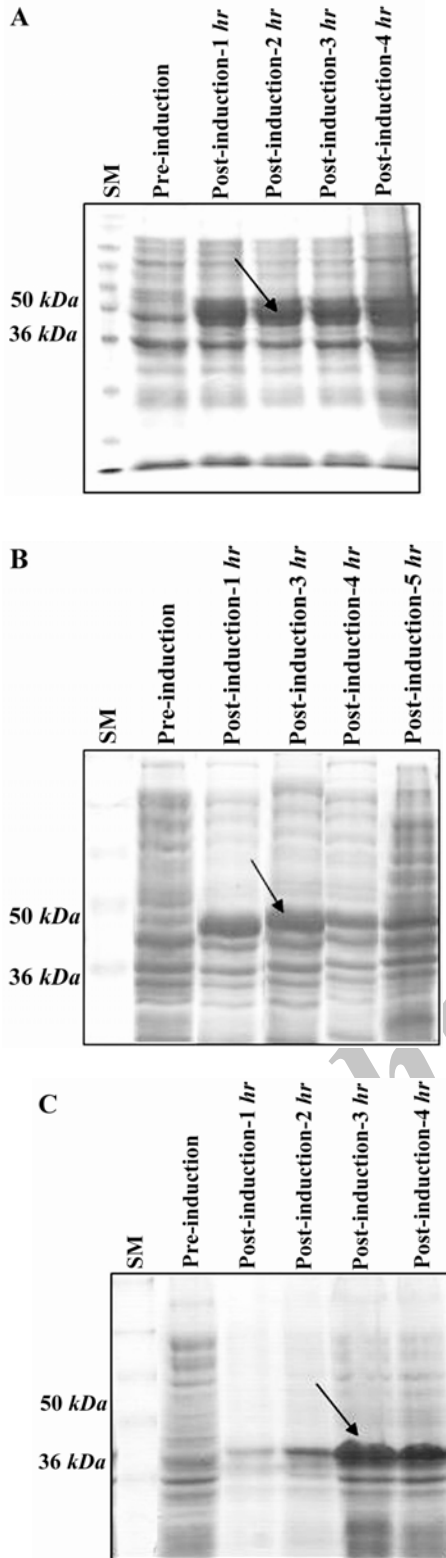 A
SM
Pre-induction
Post-induction-1 hr
Post-induction-2 hr
Post-induction-3 hr
Post-induction-4 hr
50 kDa
36 kDa
B
SM
Pre-induction
Post-induction-1 hr
Post-induction-3 hr
Post-induction-4 hr
Post-induction-5 hr
50 kDa
36 kDa
C
SM
Pre-induction
Post-induction-1 hr
Post-induction-2 hr
Post-induction-3 hr
Post-induction-4 hr
50 kDa
36 kDa